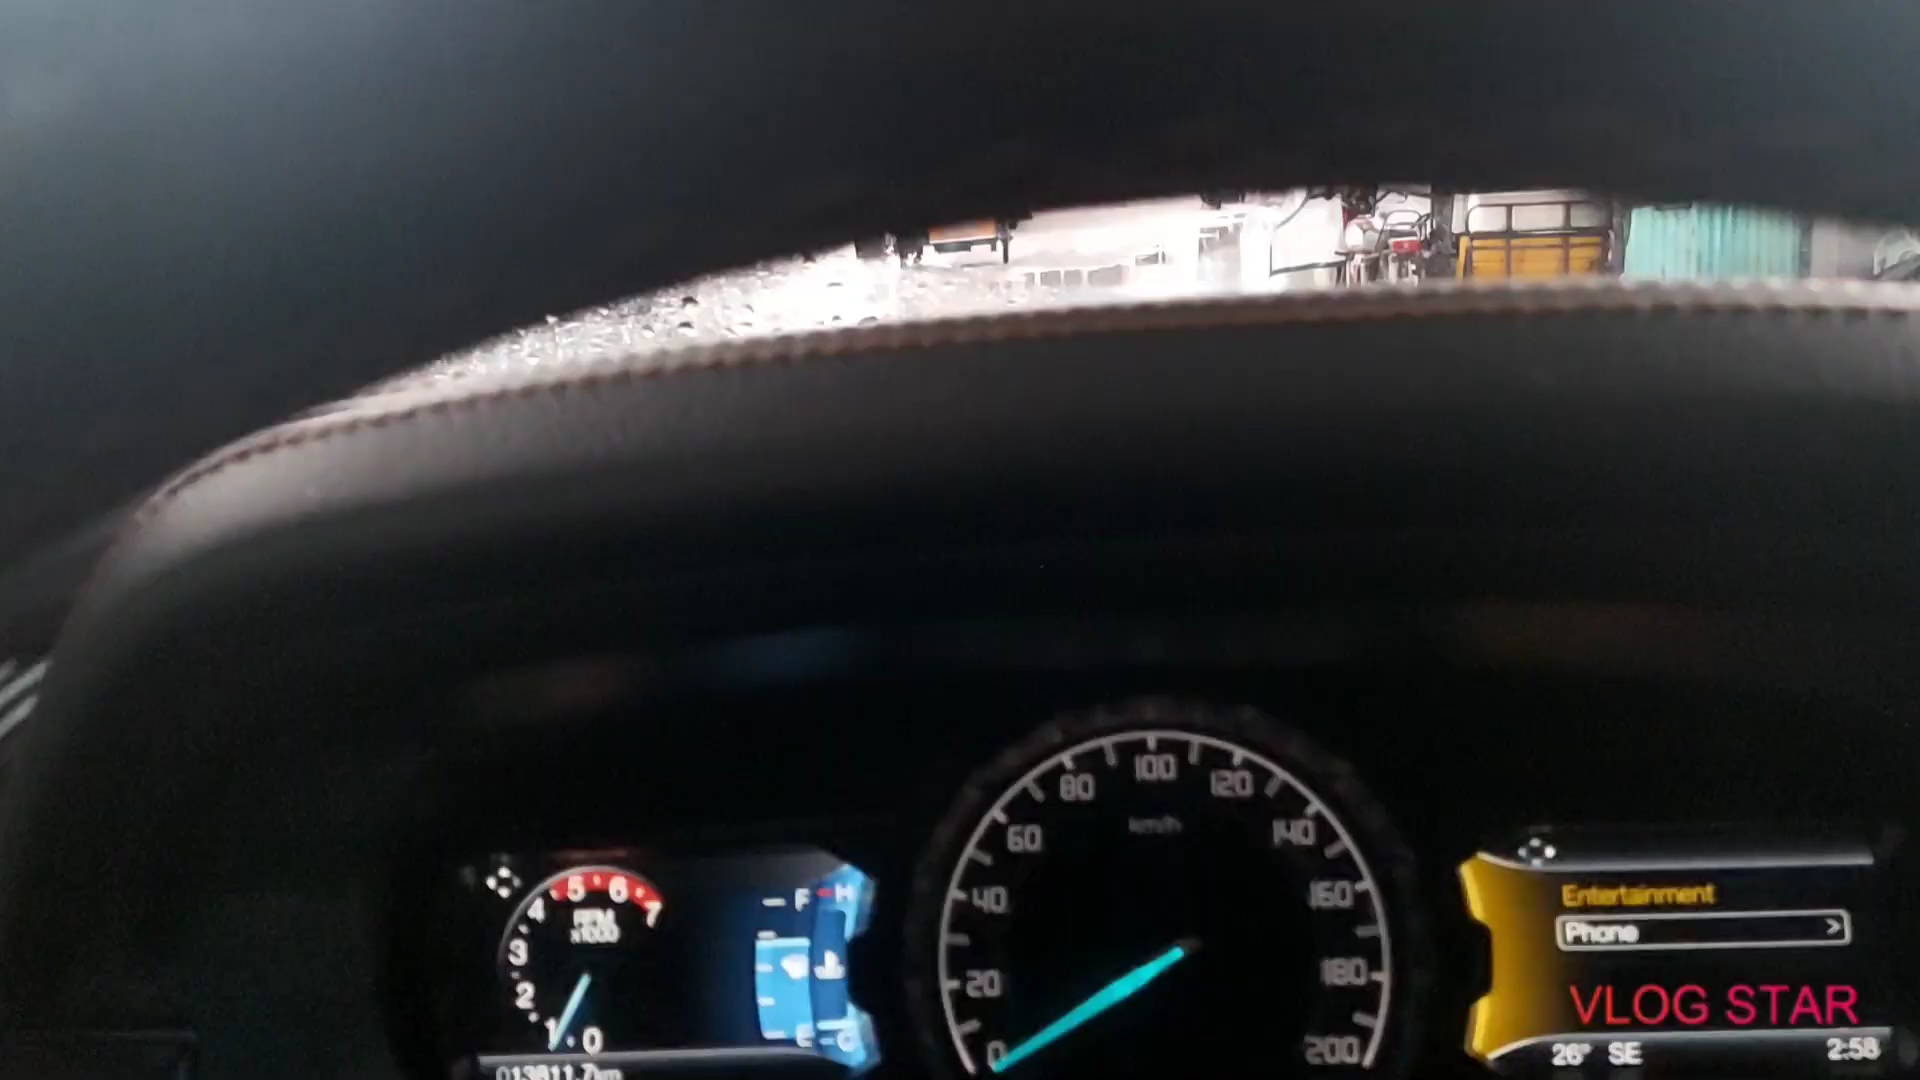 5 6
4 7
RPM
x1000
3
2
1 0
F H
E C
100
80 120
km/h
60 140
40 160
20 180
0 200
Entertainment
Phone >
VLOG STAR
26° SE 2:58